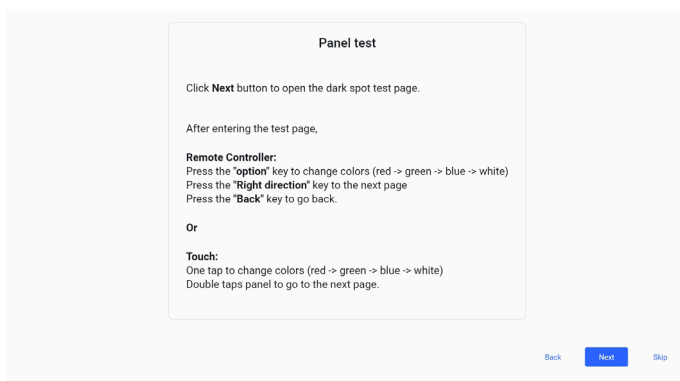 Panel test
Click Next button to open the dark spot test page.
After entering the test page,
Remote Controller:
Press the "option" key to change colors (red -> green -> blue -> white)
Press the "Right direction" key to the next page
Press the "Back" key to go back.
Or
Touch:
One tap to change colors (red -> green -> blue -> white)
Double taps panel to go to the next page.
Back
Next
Skip